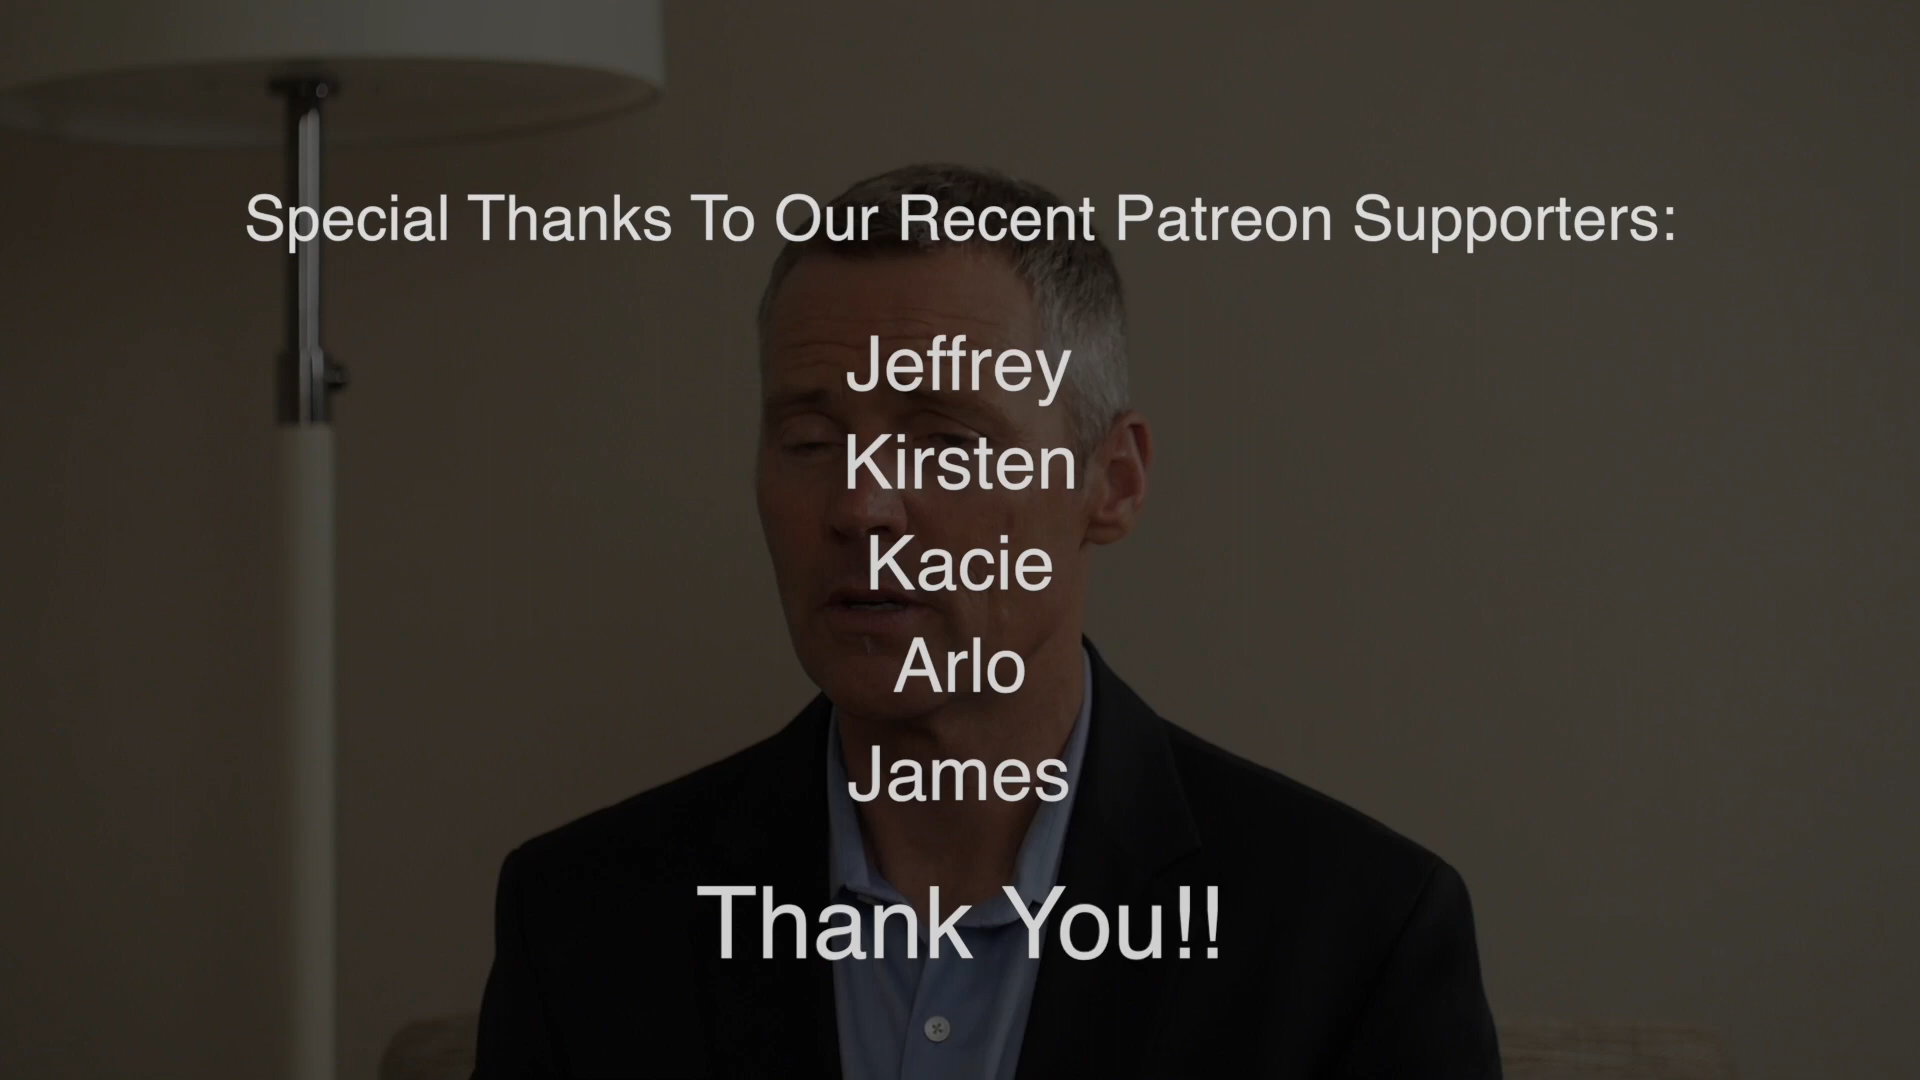 Special Thanks To Our Recent Patreon Supporters:
Jeffrey
Kirsten
Kacie
Arlo
James
Thank You!!